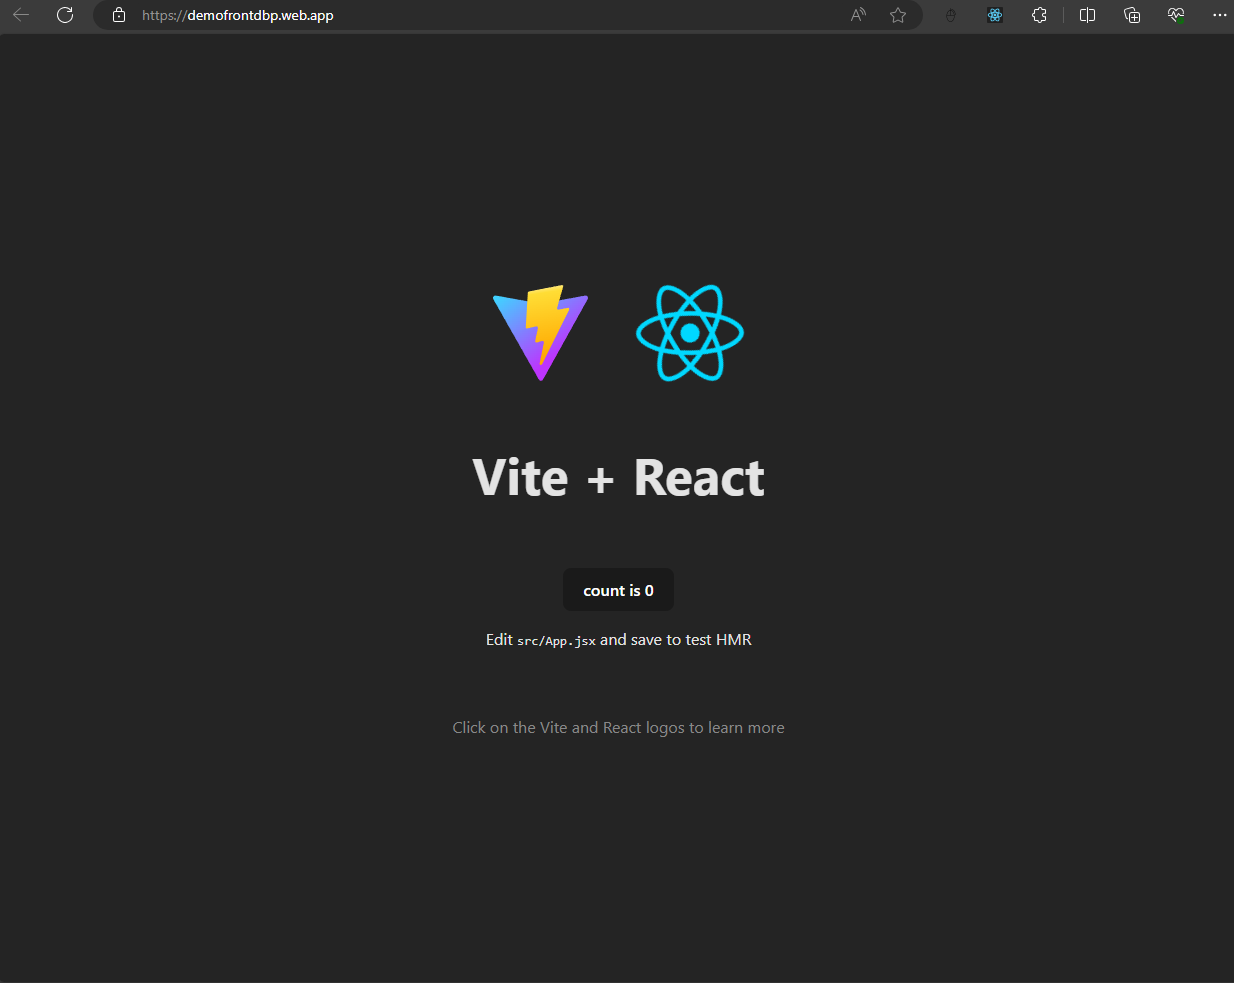 https://demofrontdbp.web.app
Vite + React
count is 0
Edit src/App.jsx and save to test HMR
Click on the Vite and React logos to learn more